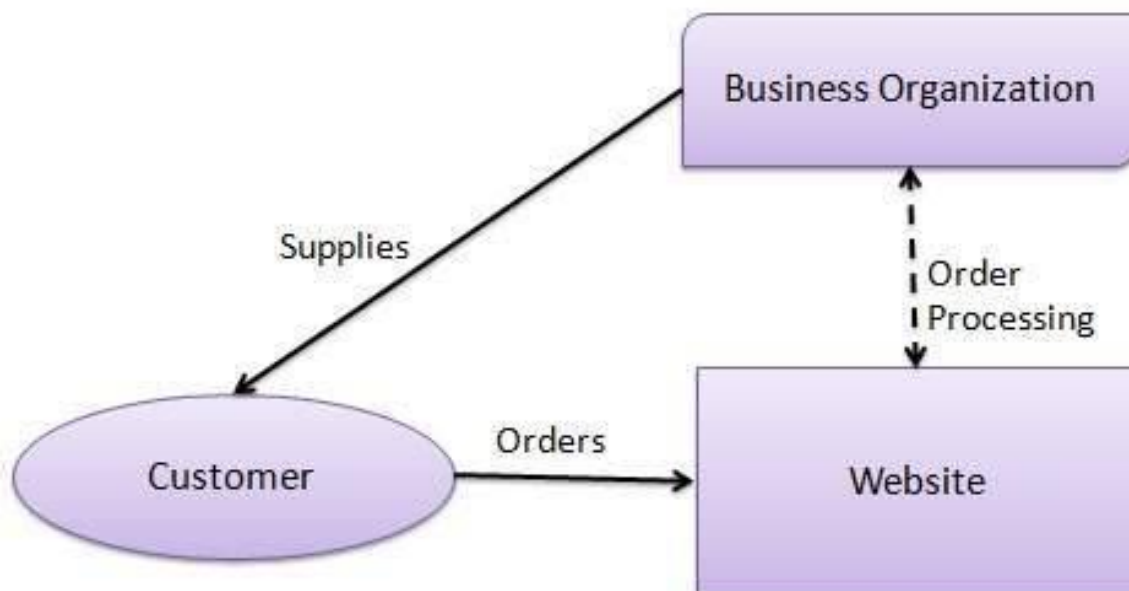 Business Organization
Supplies
Order
Processing
Orders
Customer
Website